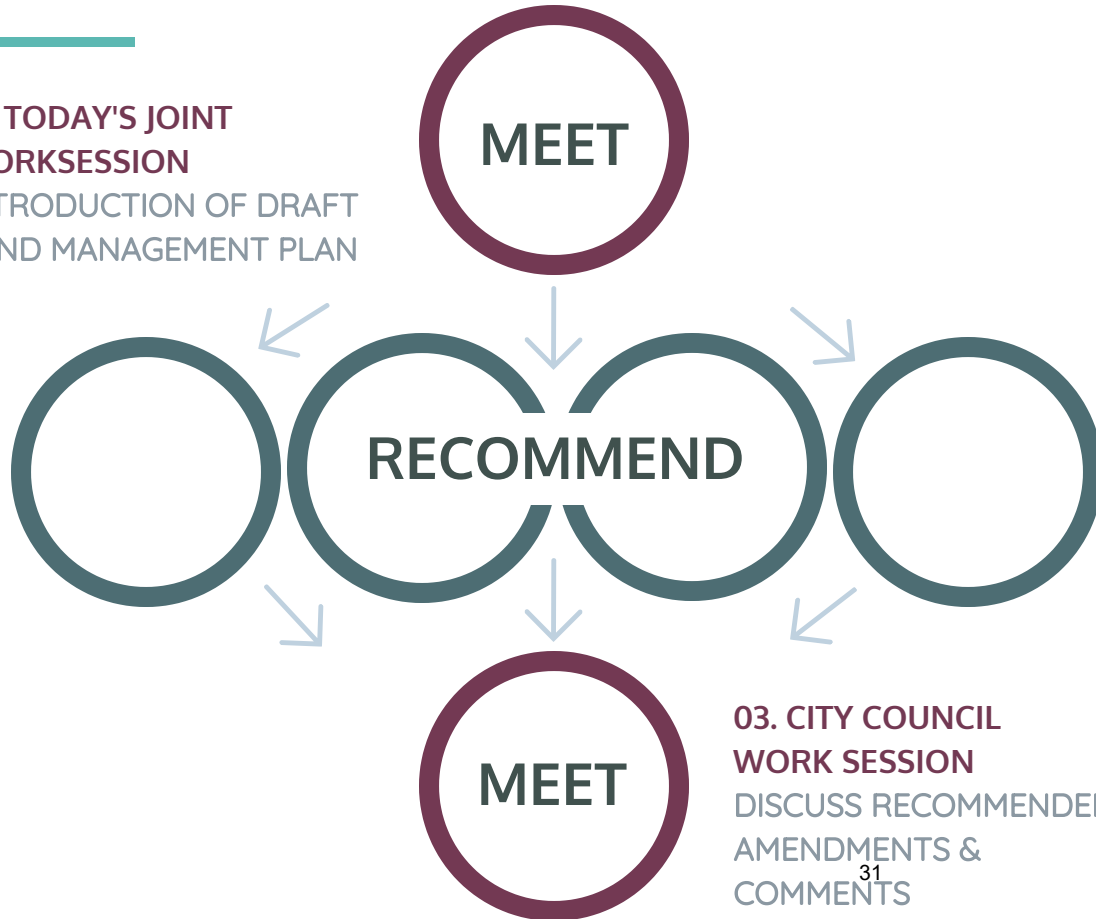 MEET
TODAY'S JOINT
ORKSESSION
TRODUCTION OF DRAFT
ND MANAGEMENT PLAN
RECOMMEND
MEET
03. CITY COUNCIL
WORK SESSION
DISCUSS RECOMMENDE
AMENDMENTS &
COMMENTS
31